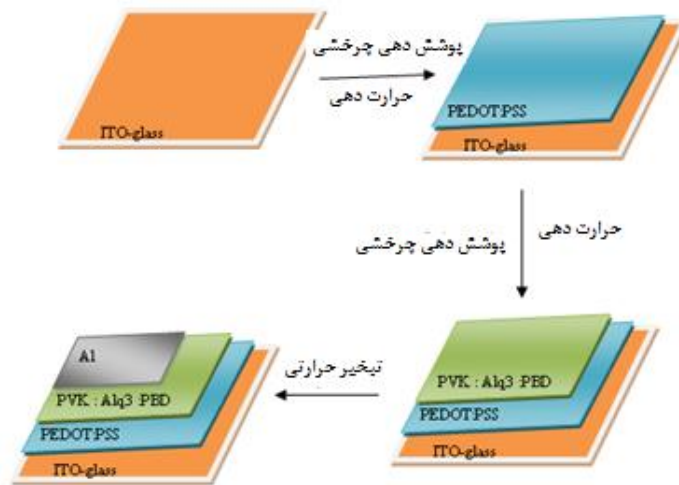 ITO-glass
پوشش دهی چرخشی
حرارت دهی
PEDOT:PSS
ITO-glass
حرارت دهی
پوشش دهی چرخشی
PVK : Alq3 :PBD
PEDOT:PSS
ITO-glass
تبخیر حرارتی
Al
PVK : Alq3 :PBD
PEDOT:PSS
ITO-glass